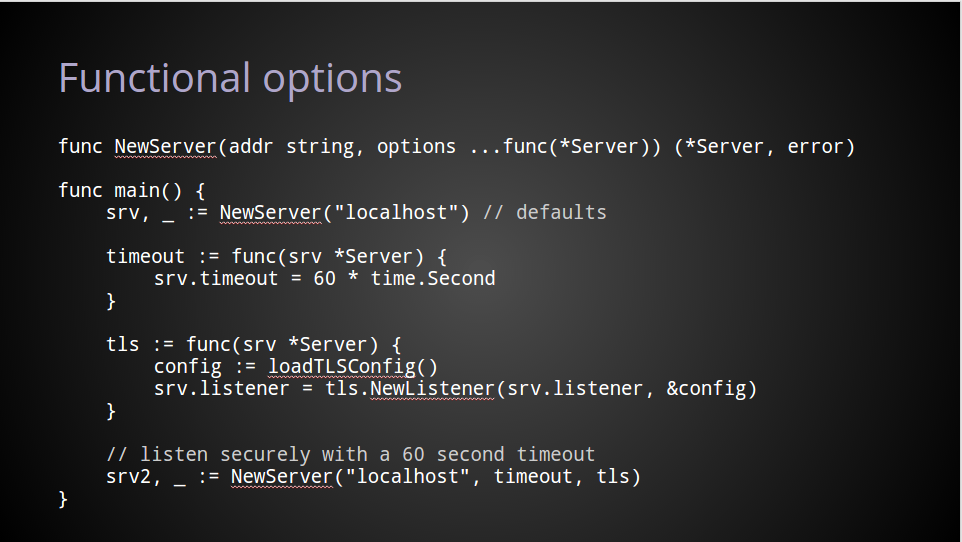 Functional options
func NewServer(addr string, options ...func(*Server)) (*Server, error)
func main() {
    srv, _ := NewServer("localhost") // defaults
    timeout := func(srv *Server) {
        srv.timeout = 60 * time.Second
    }
    tls := func(srv *Server) {
        config := loadTLSConfig()
        srv.listener = tls.NewListener(srv.listener, &config)
    }
    // listen securely with a 60 second timeout
    srv2, _ := NewServer("localhost", timeout, tls)
}